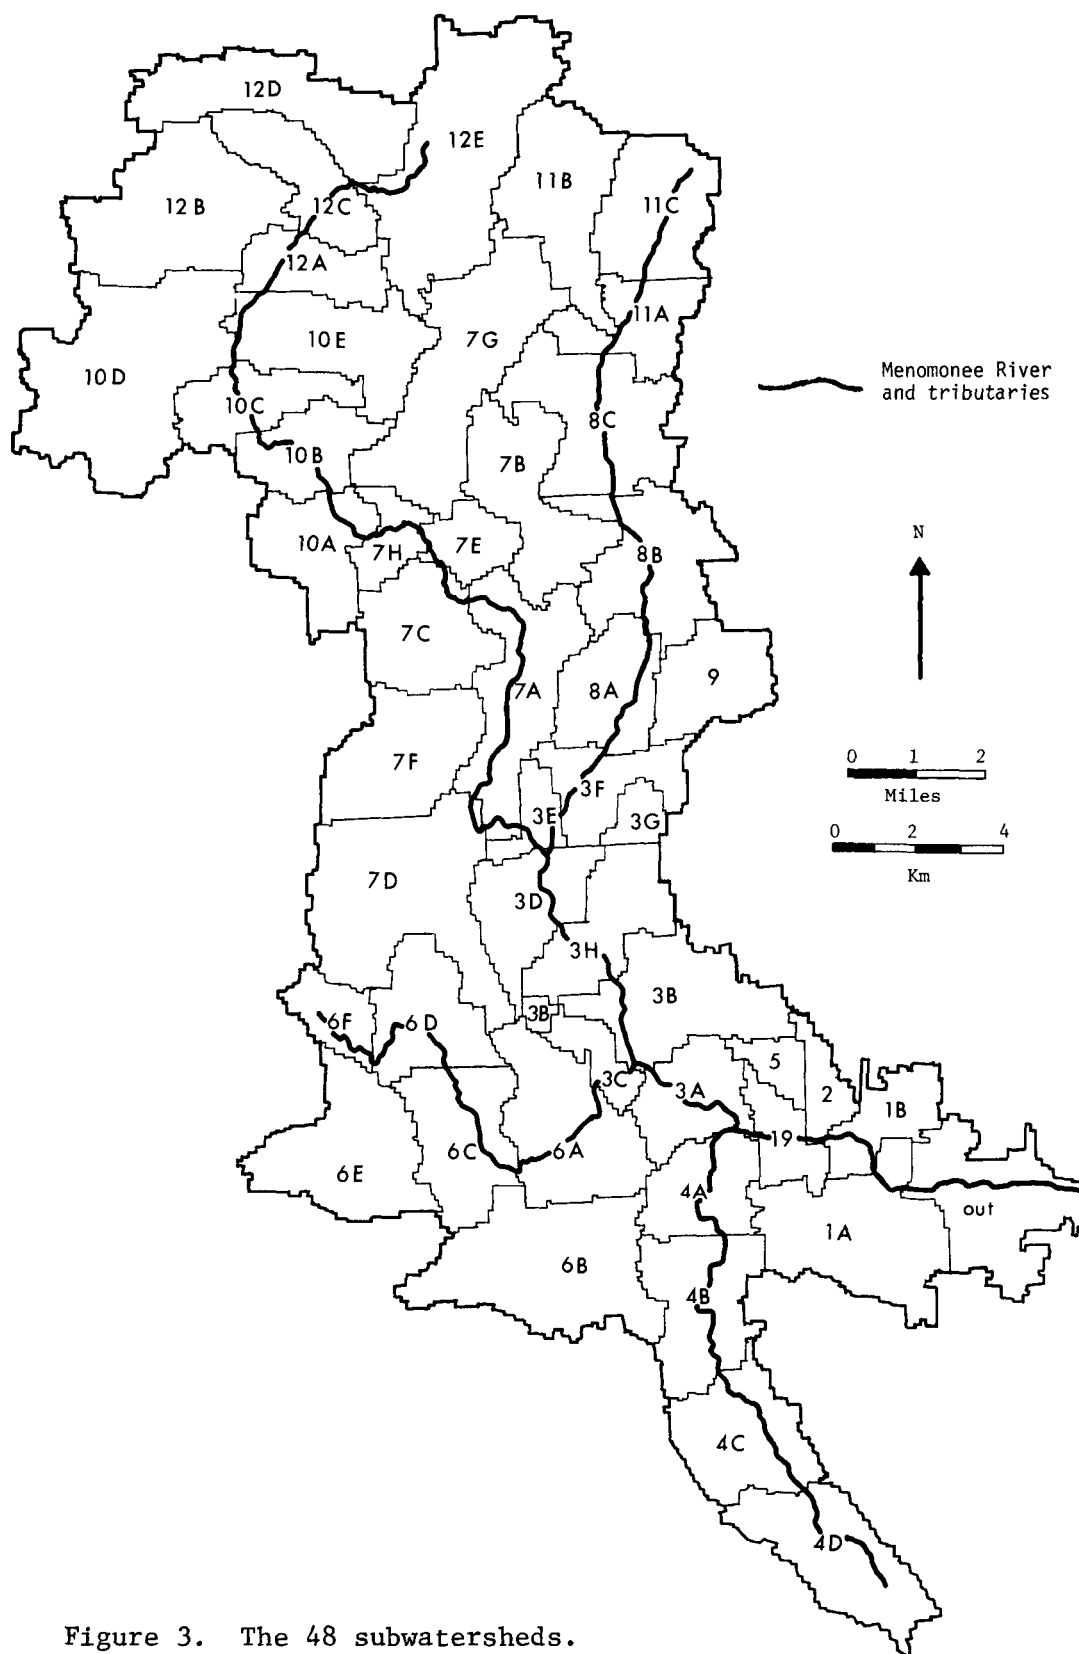 12D
12E
11B
12B
12C
11C
12A
11A
10E
7G
10D
Menomonee River
and tributaries
10C
8C
10B
7B
N
10A
7H
7E
8B
7C
9
7A
8A
0 1 2
Miles
7F
3F
3E
3G
0 2 4
Km
7D
3D
3H
3B
3B
6F
6D
5
3C
3A
2
1B
19
6C
6A
6E
4A
out
1A
6B
4B
4C
4D
Figure 3. The 48 subwatersheds.